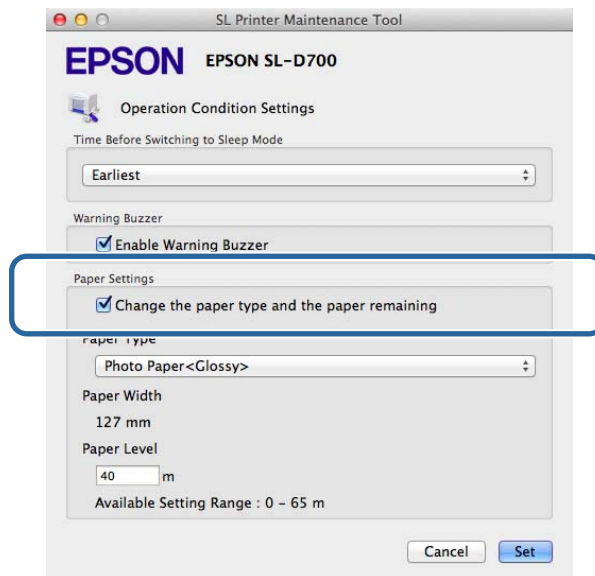 SL Printer Maintenance Tool
EPSON EPSON SL-D700
Operation Condition Settings
Time Before Switching to Sleep Mode
Earliest
Warning Buzzer
Enable Warning Buzzer
Paper Settings
Change the paper type and the paper remaining
Paper Type
Photo Paper<Glossy>
Paper Width
127 mm
Paper Level
40 m
Available Setting Range : 0 – 65 m
Cancel Set